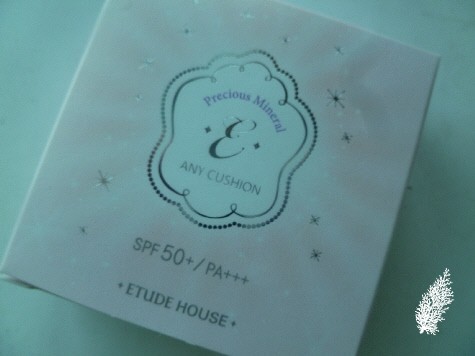 Precious Mineral
E
ANY CUSHION
SPF 50+/PA+++
ETUDE HOUSE